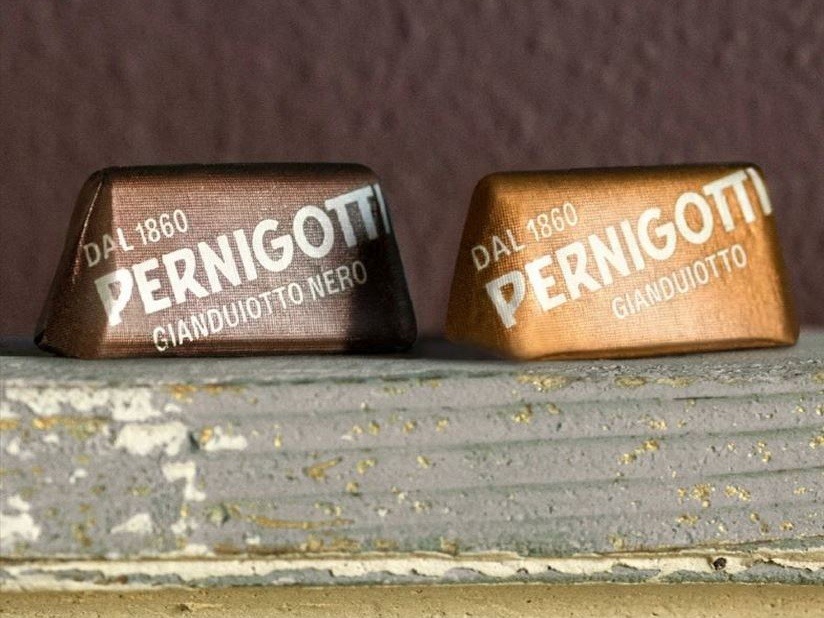 DAL 1860
PERNIGOTTI
GIANDUIOTTO NERO
DAL 1860
PERNIGOTTI
GIANDUIOTTO